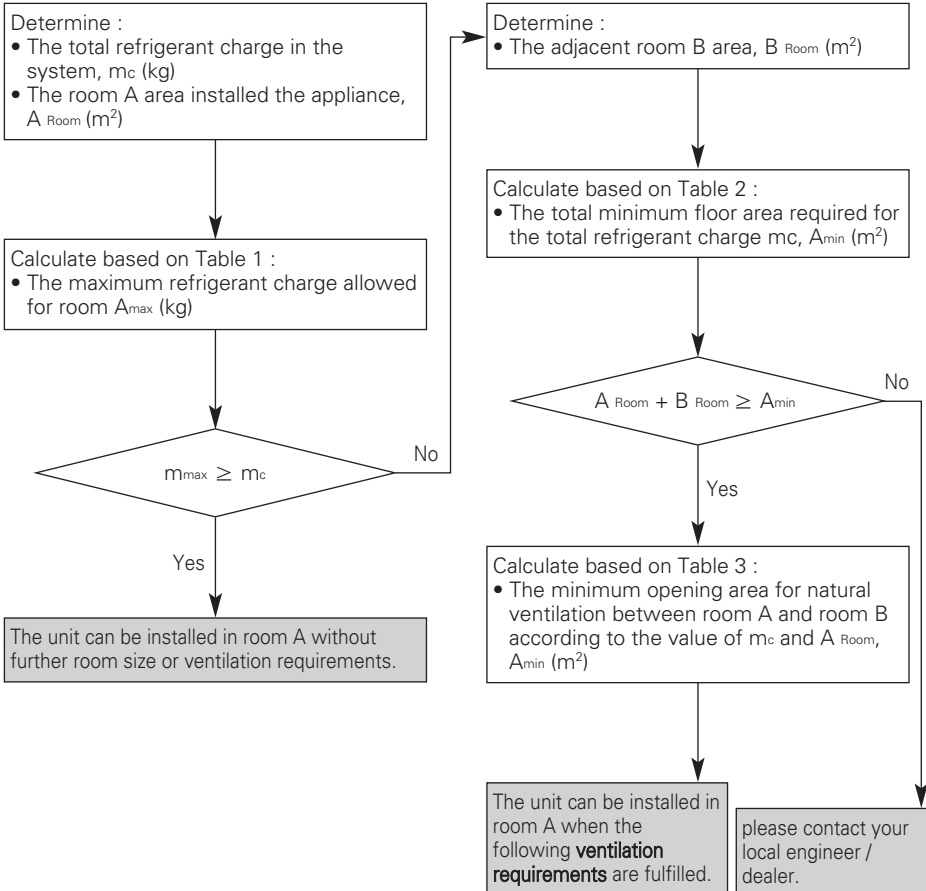 Determine :
• The total refrigerant charge in the
system, mc (kg)
• The room A area installed the appliance,
A Room (m²)
Calculate based on Table 1 :
• The maximum refrigerant charge allowed
for room Amax (kg)
mmax ≥ mc
No
Yes
The unit can be installed in room A without
further room size or ventilation requirements.
Determine :
• The adjacent room B area, B Room (m²)
Calculate based on Table 2 :
• The total minimum floor area required for
the total refrigerant charge mc, Amin (m²)
A Room + B Room ≥ Amin
No
Yes
Calculate based on Table 3 :
• The minimum opening area for natural
ventilation between room A and room B
according to the value of mc and A Room,
Amin (m²)
The unit can be installed in
room A when the
following ventilation
requirements are fulfilled.
please contact your
local engineer /
dealer.